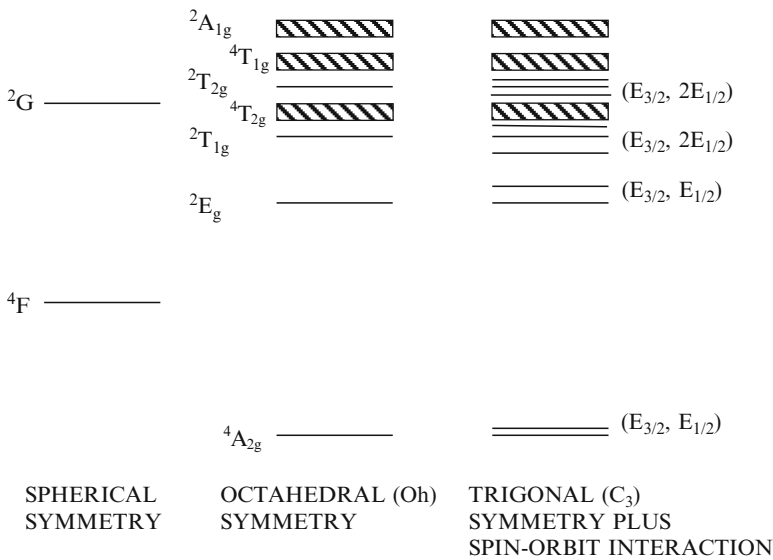 ²A₁g
⁴T₁g
²T₂g
²G
⁴T₂g
²T₁g
²Eg
⁴F
⁴A₂g
(E₃/₂, 2E₁/₂)
(E₃/₂, 2E₁/₂)
(E₃/₂, E₁/₂)
(E₃/₂, E₁/₂)
SPHERICAL
SYMMETRY
OCTAHEDRAL (Oh)
SYMMETRY
TRIGONAL (C₃)
SYMMETRY PLUS
SPIN-ORBIT INTERACTION